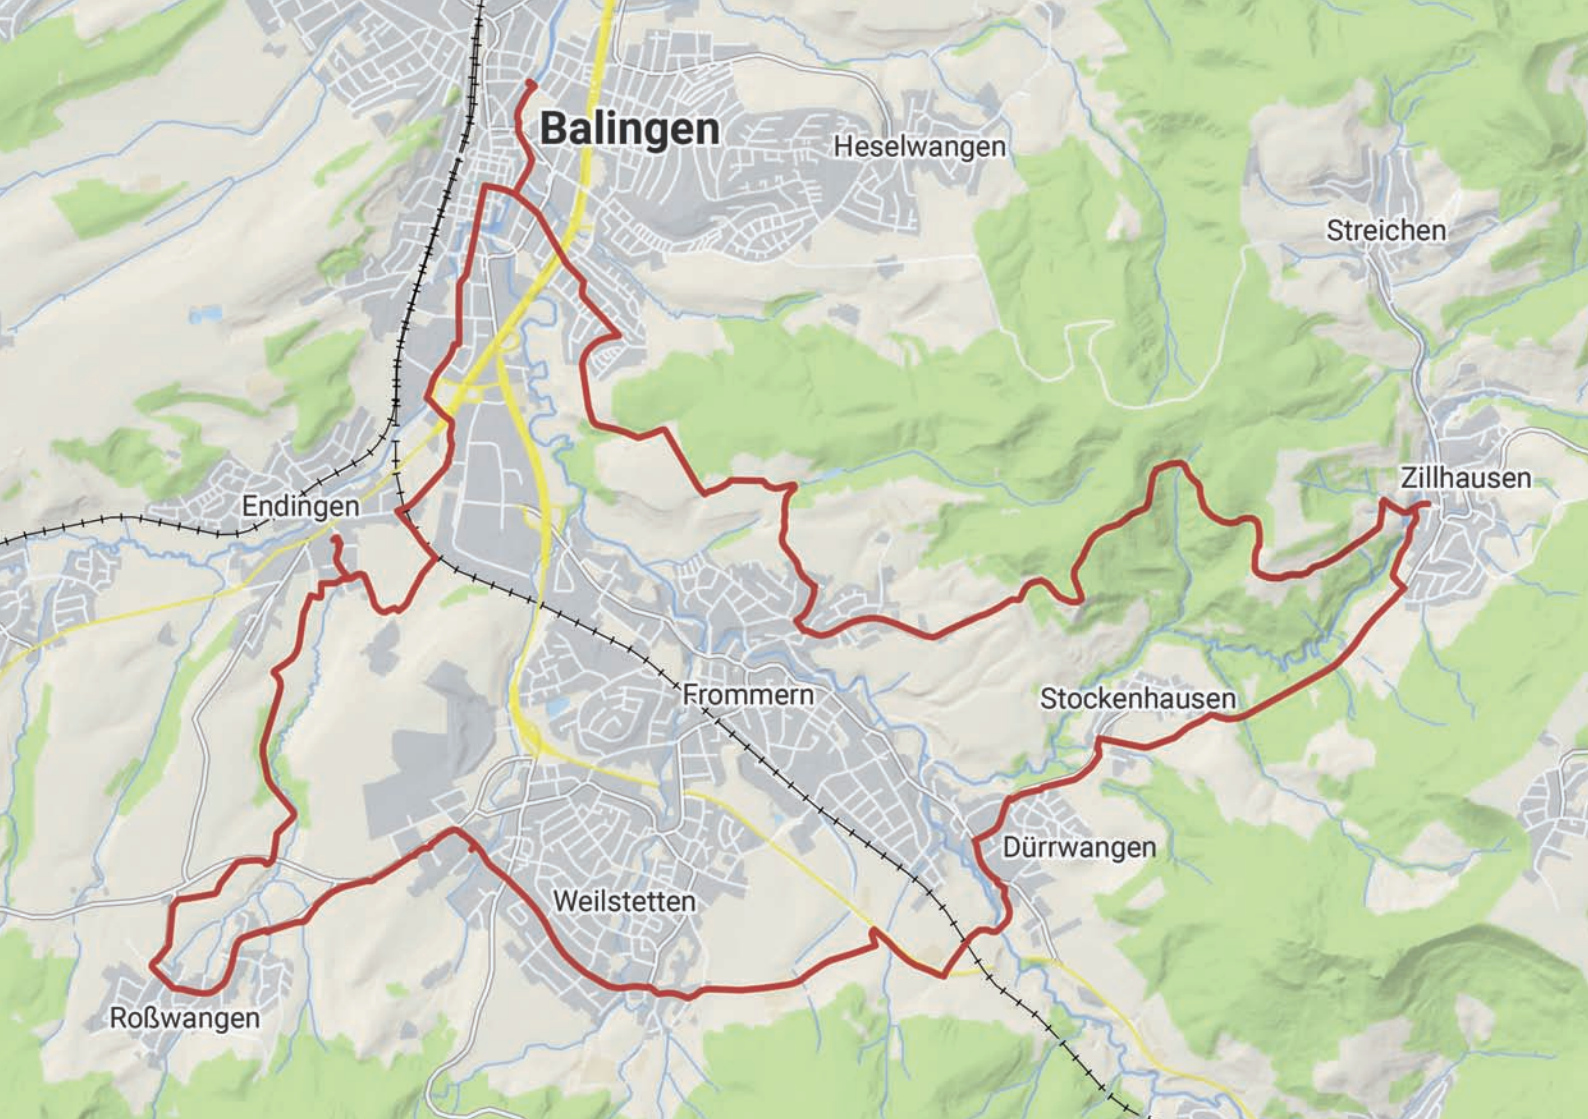 Balingen
Heselwangen
Streichen
Zillhausen
Endingen
Frommern
Stockenhausen
Dürrwangen
Weilstetten
Roßwangen